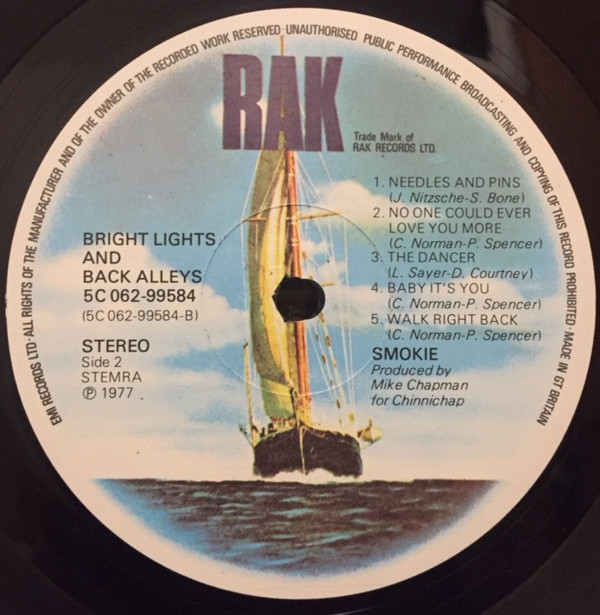 EMI RECORDS LTD·ALL RIGHTS OF THE MANUFACTURER AND OF THE OWNER OF THE RECORDED WORK RESERVED·UNAUTHORISED PUBLIC PERFORMANCE BROADCASTING AND COPYING OF THIS RECORD PROHIBITED·MADE IN GT BRITAIN
RAK
Trade Mark of
RAK RECORDS LTD.
BRIGHT LIGHTS
AND
BACK ALLEYS
5C 062-99584
(5C 062-99584-B)
STEREO
Side 2
STEMRA
℗ 1977
1. NEEDLES AND PINS
(J. Nitzsche-S. Bone)
2. NO ONE COULD EVER
LOVE YOU MORE
(C. Norman-P. Spencer)
3. THE DANCER
(L. Sayer-D. Courtney)
4. BABY IT'S YOU
(C. Norman-P. Spencer)
5. WALK RIGHT BACK
(C. Norman-P. Spencer)
SMOKIE
Produced by
Mike Chapman
for Chinnichap